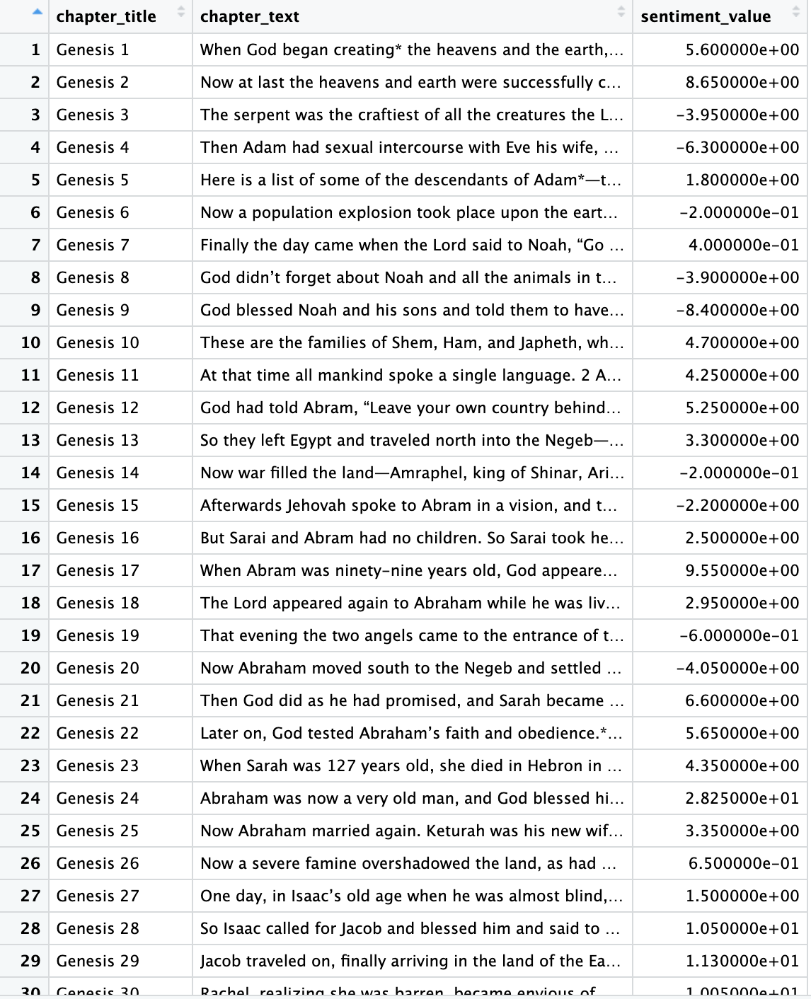 chapter_title chapter_text sentiment_value
1 Genesis 1 When God began creating* the heavens and the earth,... 5.600000e+00
2 Genesis 2 Now at last the heavens and earth were successfully c... 8.650000e+00
3 Genesis 3 The serpent was the craftiest of all the creatures the L... -3.950000e+00
4 Genesis 4 Then Adam had sexual intercourse with Eve his wife, ... -6.300000e+00
5 Genesis 5 Here is a list of some of the descendants of Adam*—t... 1.800000e+00
6 Genesis 6 Now a population explosion took place upon the eart... -2.000000e-01
7 Genesis 7 Finally the day came when the Lord said to Noah, “Go ... 4.000000e-01
8 Genesis 8 God didn’t forget about Noah and all the animals in t... -3.900000e+00
9 Genesis 9 God blessed Noah and his sons and told them to have... -8.400000e+00
10 Genesis 10 These are the families of Shem, Ham, and Japheth, wh... 4.700000e+00
11 Genesis 11 At that time all mankind spoke a single language. 2 A... 4.250000e+00
12 Genesis 12 God had told Abram, “Leave your own country behind... 5.250000e+00
13 Genesis 13 So they left Egypt and traveled north into the Negeb—... 3.300000e+00
14 Genesis 14 Now war filled the land—Amraphel, king of Shinar, Ari... -2.000000e-01
15 Genesis 15 Afterwards Jehovah spoke to Abram in a vision, and t... -2.200000e+00
16 Genesis 16 But Sarai and Abram had no children. So Sarai took he... 2.500000e+00
17 Genesis 17 When Abram was ninety-nine years old, God appeare... 9.550000e+00
18 Genesis 18 The Lord appeared again to Abraham while he was liv... 2.950000e+00
19 Genesis 19 That evening the two angels came to the entrance of t... -6.000000e-01
20 Genesis 20 Now Abraham moved south to the Negeb and settled ... -4.050000e+00
21 Genesis 21 Then God did as he had promised, and Sarah became ... 6.600000e+00
22 Genesis 22 Later on, God tested Abraham’s faith and obedience.*... 5.650000e+00
23 Genesis 23 When Sarah was 127 years old, she died in Hebron in ... 4.350000e+00
24 Genesis 24 Abraham was now a very old man, and God blessed hi... 2.825000e+01
25 Genesis 25 Now Abraham married again. Keturah was his new wif... 3.350000e+00
26 Genesis 26 Now a severe famine overshadowed the land, as had ... 6.500000e-01
27 Genesis 27 One day, in Isaac’s old age when he was almost blind,... 1.500000e+00
28 Genesis 28 So Isaac called for Jacob and blessed him and said to ... 1.050000e+01
29 Genesis 29 Jacob traveled on, finally arriving in the land of the Ea... 1.130000e+01
30 Genesis 30 Rachel, realizing she was barren, became envious of ... 1.005000e+01